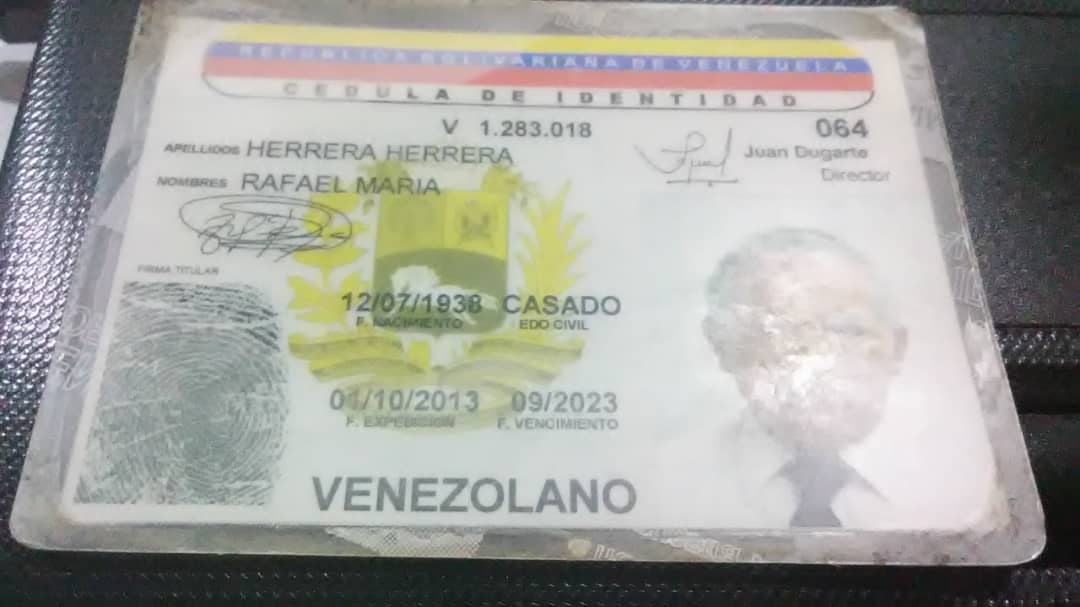 REPUBLICA BOLIVARIANA DE VENEZUELA
CEDULA DE IDENTIDAD
V 1.283.018
064
APELLIDOS HERRERA HERRERA
Juan Dugarte
Director
NOMBRES RAFAEL MARIA
FIRMA TITULAR
12/07/1938 CASADO
F. NACIMIENTO EDO CIVIL
01/10/2013 09/2023
F. EXPEDICION F. VENCIMIENTO
VENEZOLANO